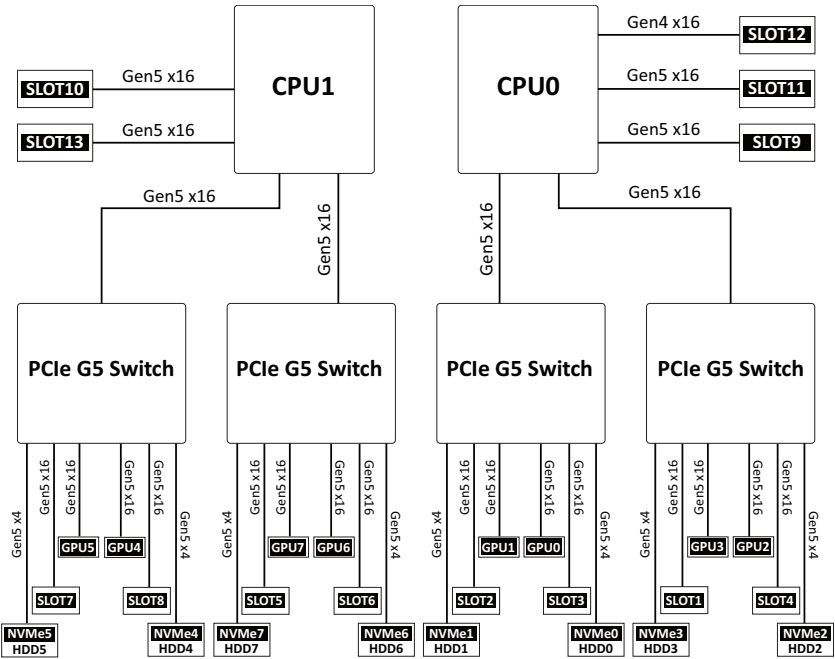 Gen4 x16
SLOT12
CPU1
CPU0
Gen5 x16
SLOT10
Gen5 x16
SLOT11
Gen5 x16
SLOT13
Gen5 x16
SLOT9
Gen5 x16
Gen5 x16
Gen5 x16
Gen5 x16
PCIe G5 Switch
PCIe G5 Switch
PCIe G5 Switch
PCIe G5 Switch
Gen5 x4
Gen5 x16
Gen5 x16
Gen5 x16
Gen5 x16
Gen5 x4
Gen5 x4
Gen5 x16
Gen5 x16
Gen5 x16
Gen5 x16
Gen5 x4
Gen5 x4
Gen5 x16
Gen5 x16
Gen5 x16
Gen5 x16
Gen5 x4
Gen5 x4
Gen5 x16
Gen5 x16
Gen5 x16
Gen5 x16
Gen5 x4
GPU5
GPU4
GPU7
GPU6
GPU1
GPU0
GPU3
GPU2
SLOT7
SLOT8
SLOT5
SLOT6
SLOT2
SLOT3
SLOT1
SLOT4
NVMe5
HDD5
NVMe4
HDD4
NVMe7
HDD7
NVMe6
HDD6
NVMe1
HDD1
NVMe0
HDD0
NVMe3
HDD3
NVMe2
HDD2